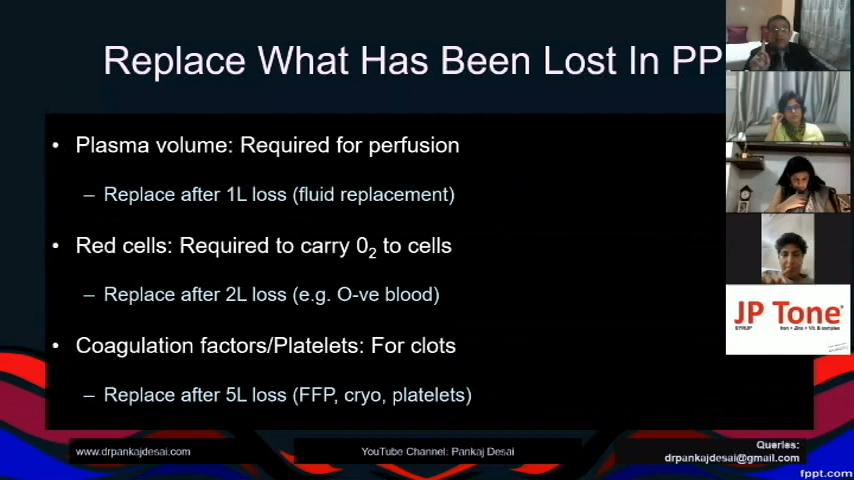 Replace What Has Been Lost In PP
• Plasma volume: Required for perfusion
– Replace after 1L loss (fluid replacement)
• Red cells: Required to carry 0₂ to cells
– Replace after 2L loss (e.g. O-ve blood)
• Coagulation factors/Platelets: For clots
– Replace after 5L loss (FFP, cryo, platelets)
JP Tone
SYRUP
Iron + Zinc + Vit. B complex
www.drpankajdesai.com
YouTube Channel: Pankaj Desai
Queries:
drpankajdesai@gmail.com
fppt.com